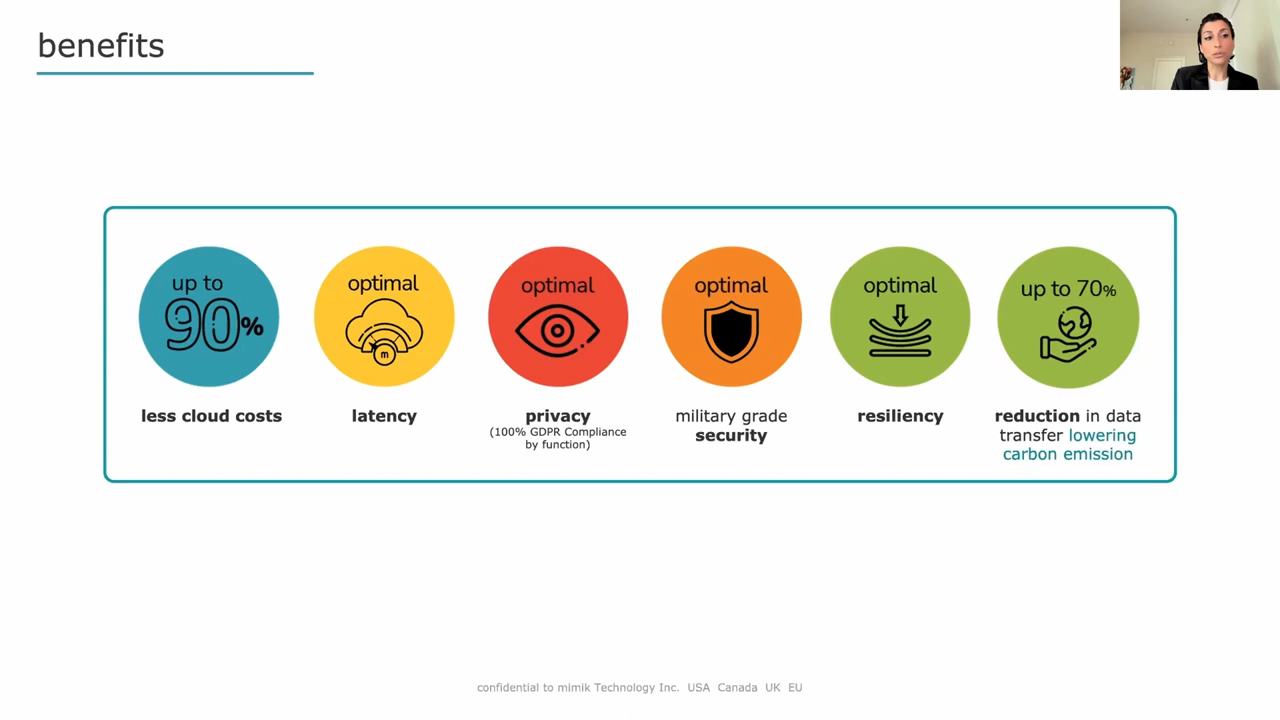 benefits
up to
90%
less cloud costs
optimal
m
latency
optimal
privacy
(100% GDPR Compliance
by function)
optimal
military grade
security
optimal
resiliency
up to 70%
reduction in data
transfer lowering
carbon emission
confidential to mimik Technology Inc.  USA  Canada  UK  EU